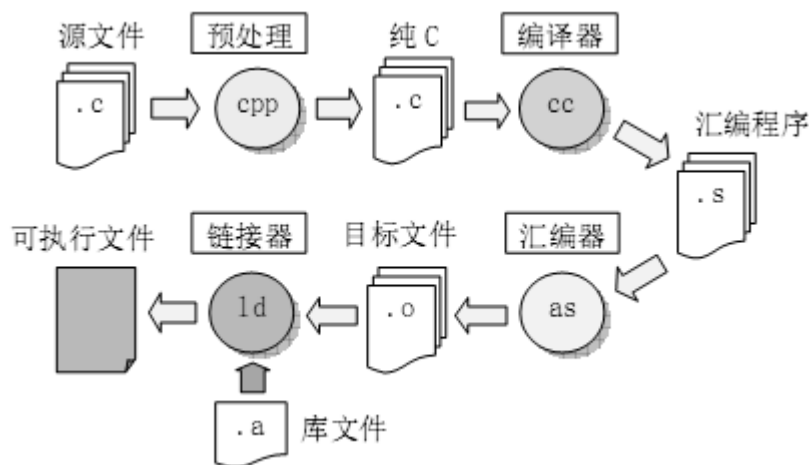 源文件
预处理
纯 C
编译器
.c
cpp
.c
cc
汇编程序
.s
可执行文件
链接器
目标文件
汇编器
ld
.o
as
.a
库文件